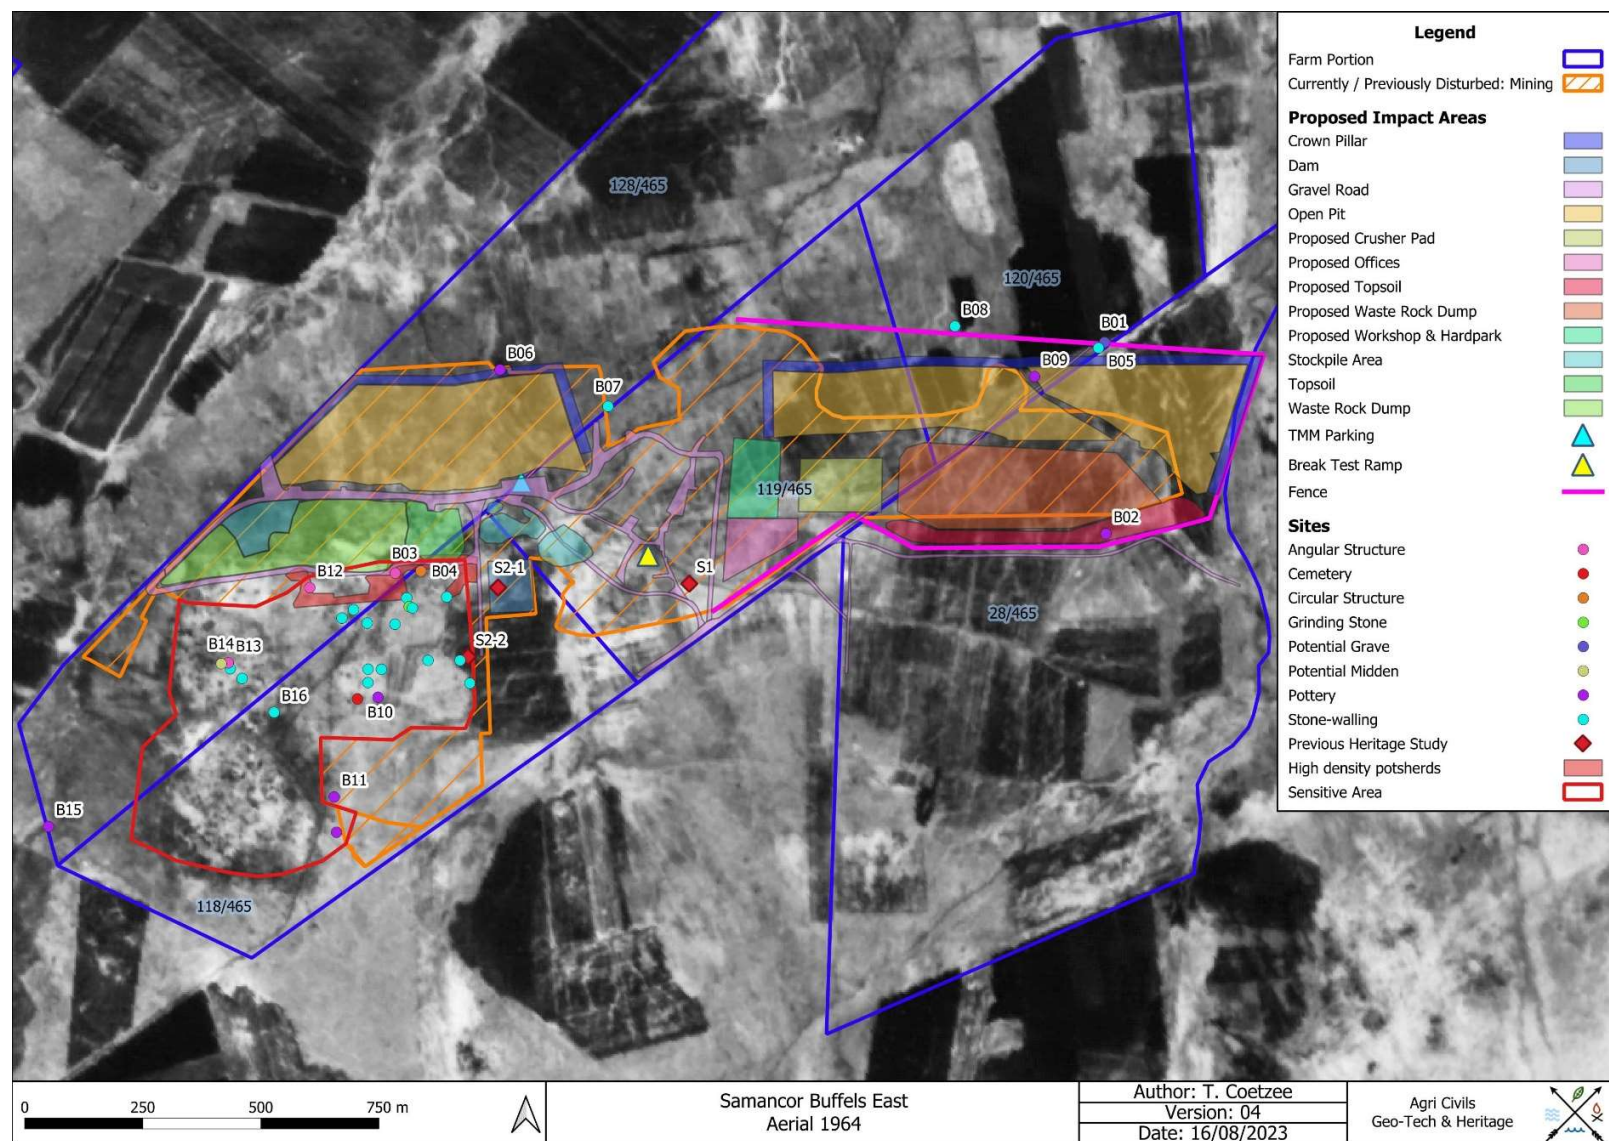 Legend
Farm Portion
Currently / Previously Disturbed: Mining
Proposed Impact Areas
Crown Pillar
Dam
Gravel Road
Open Pit
Proposed Crusher Pad
Proposed Offices
Proposed Topsoil
Proposed Waste Rock Dump
Proposed Workshop & Hardpark
Stockpile Area
Topsoil
Waste Rock Dump
TMM Parking
Break Test Ramp
Fence
Sites
Angular Structure
Cemetery
Circular Structure
Grinding Stone
Potential Grave
Potential Midden
Pottery
Stone-walling
Previous Heritage Study
High density potsherds
Sensitive Area
128/465
120/465
B08
B01
B06
B09
B05
B07
119/465
B02
B03
B12
B04
S2-1
S1
28/465
S2-2
B14
B13
B16
B10
B11
B15
118/465
0 250 500 750 m
Samancor Buffels East
Aerial 1964
Author: T. Coetzee
Version: 04
Date: 16/08/2023
Agri Civils
Geo-Tech & Heritage